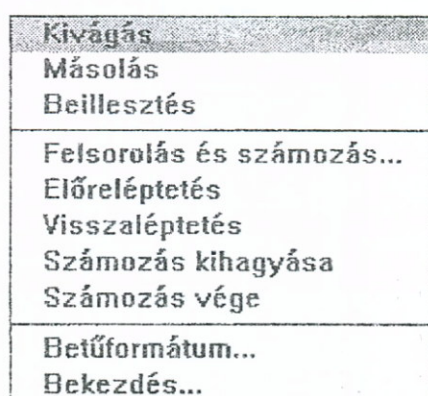 Kivágás
Másolás
Beillesztés
Felsorolás és számozás...
Előreléptetés
Visszaléptetés
Számozás kihagyása
Számozás vége
Betűformátum...
Bekezdés...